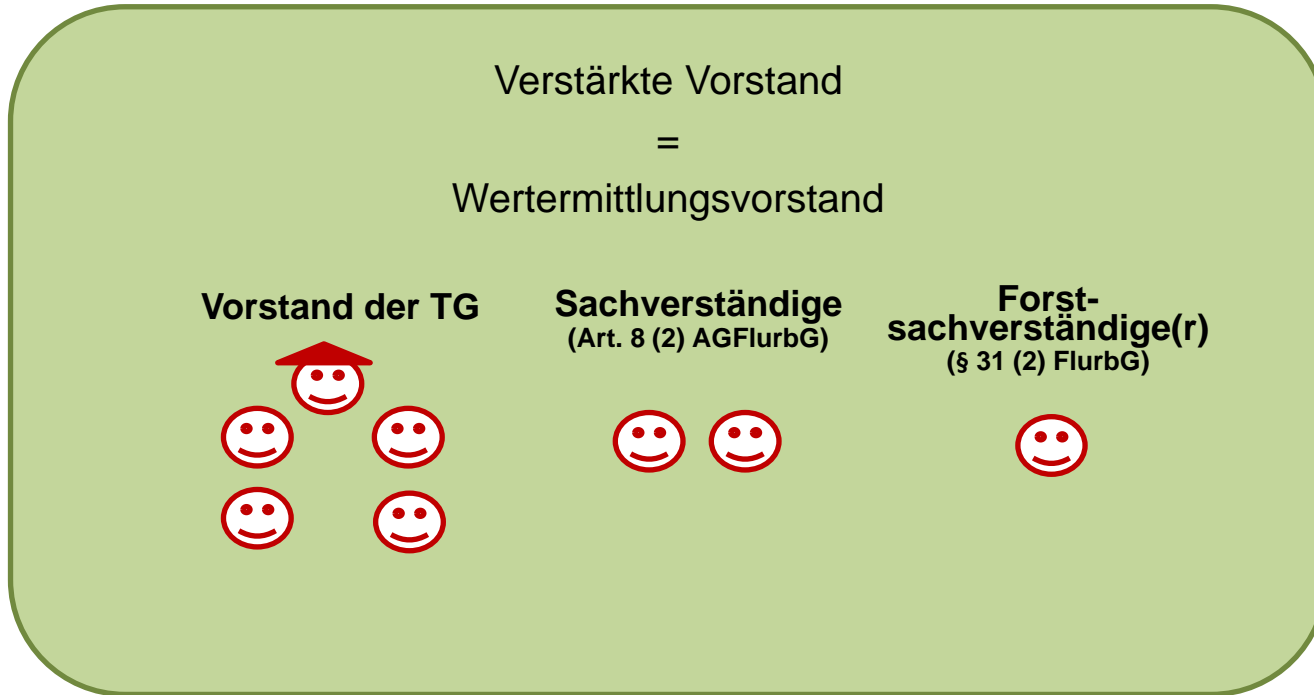 Verstärkte Vorstand
=
Wertermittlungsvorstand
Vorstand der TG
Sachverständige
(Art. 8 (2) AGFlurbG)
Forst-
sachverständige(r)
(§ 31 (2) FlurbG)